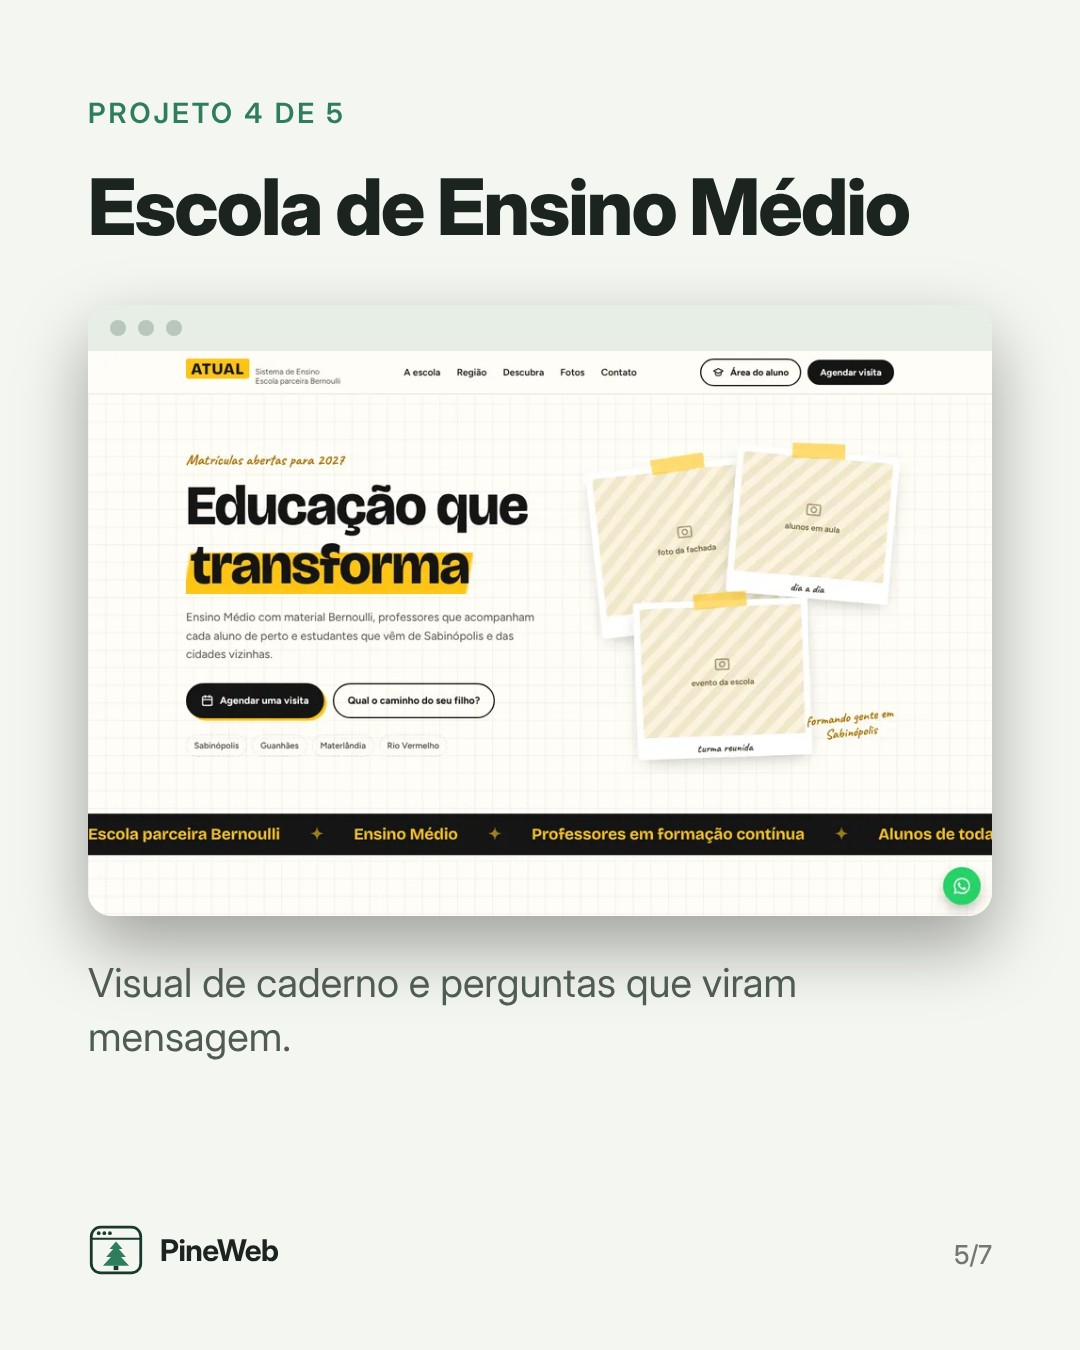 PROJETO 4 DE 5
Escola de Ensino Médio
ATUAL
Sistema de Ensino
Escola parceira Bernoulli
A escola
Região
Descubra
Fotos
Contato
Área do aluno
Agendar visita
Matrículas abertas para 2027
Educação que
transforma
Ensino Médio com material Bernoulli, professores que acompanham
cada aluno de perto e estudantes que vêm de Sabinópolis e das
cidades vizinhas.
Agendar uma visita
Qual o caminho do seu filho?
Sabinópolis
Guanhães
Materlândia
Rio Vermelho
foto da fachada
alunos em aula
dia a dia
evento da escola
turma reunida
formando gente em
Sabinópolis
Escola parceira Bernoulli
Ensino Médio
Professores em formação contínua
Alunos de toda
Visual de caderno e perguntas que viram
mensagem.
PineWeb
5/7